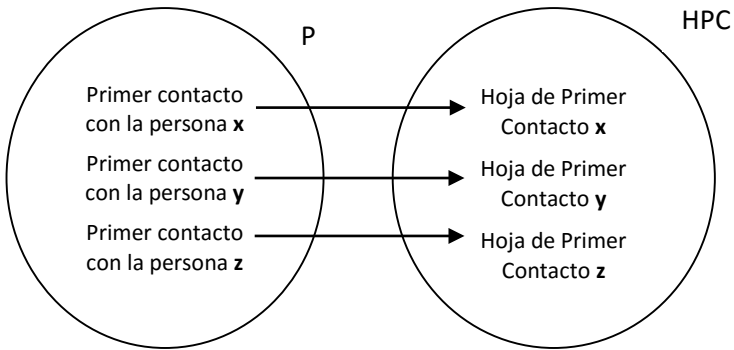 P
HPC
Primer contacto
con la persona x
Hoja de Primer
Contacto x
Primer contacto
con la persona y
Hoja de Primer
Contacto y
Primer contacto
con la persona z
Hoja de Primer
Contacto z